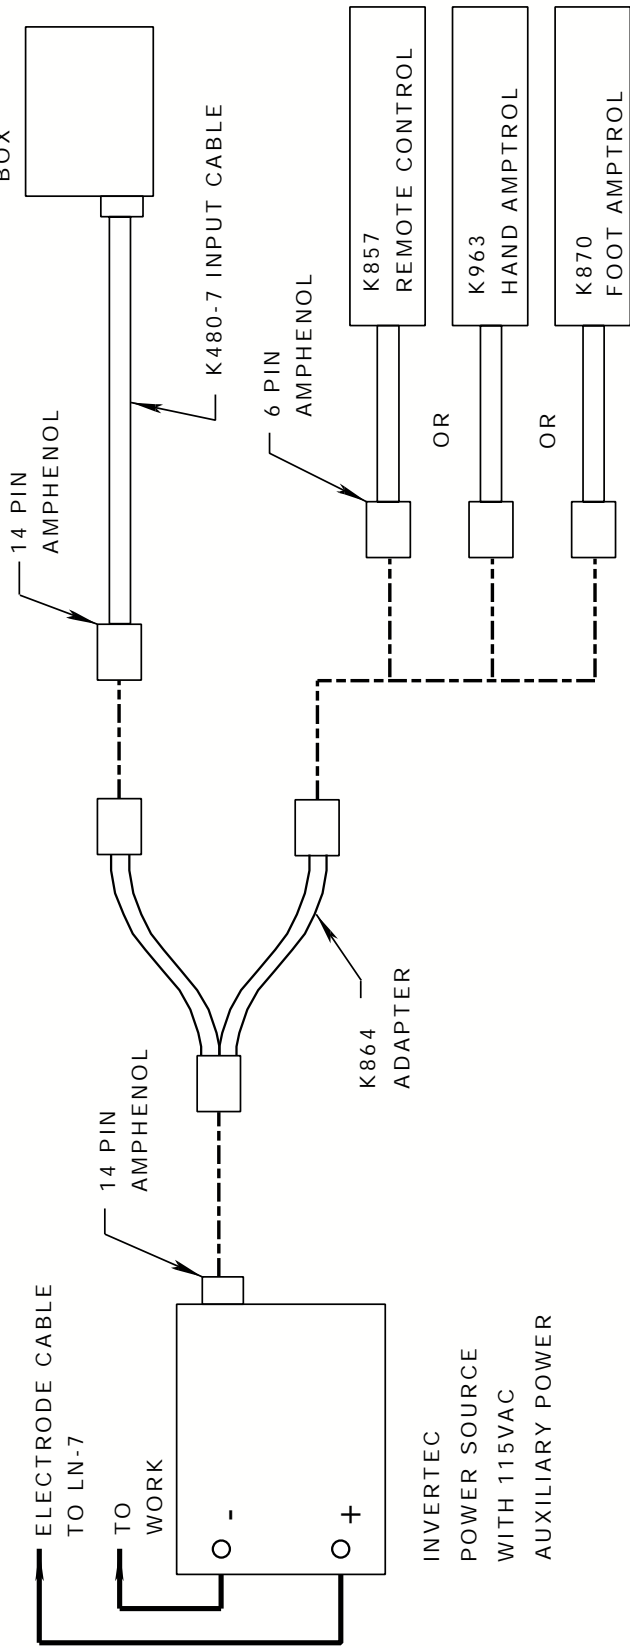 ELECTRODE CABLE
TO LN-7
TO
WORK
-
+
INVERTEC
POWER SOURCE
WITH 115VAC
AUXILIARY POWER
14 PIN
AMPHENOL
K864
ADAPTER
14 PIN
AMPHENOL
K480-7 INPUT CABLE
BOX
6 PIN
AMPHENOL
K857
REMOTE CONTROL
OR
K963
HAND AMPTROL
OR
K870
FOOT AMPTROL